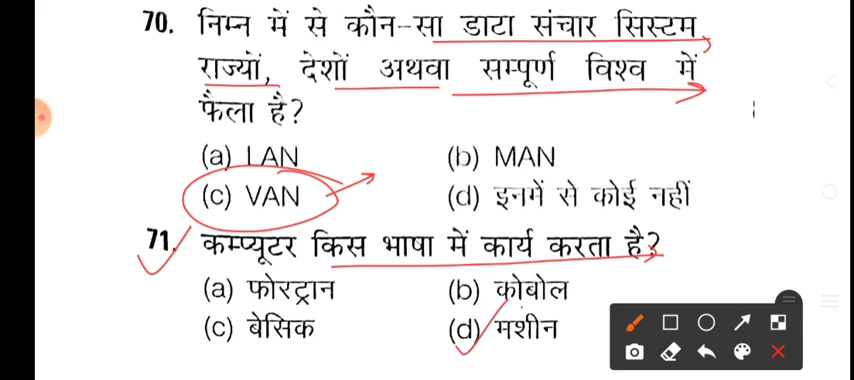 70. निम्न में से कौन-सा डाटा संचार सिस्टम
राज्यों, देशों अथवा सम्पूर्ण विश्व में
फैला है?
(a) LAN (b) MAN
(c) VAN (d) इनमें से कोई नहीं
71. कम्प्यूटर किस भाषा में कार्य करता है?
(a) फोरट्रान (b) कोबोल
(c) बेसिक (d) मशीन